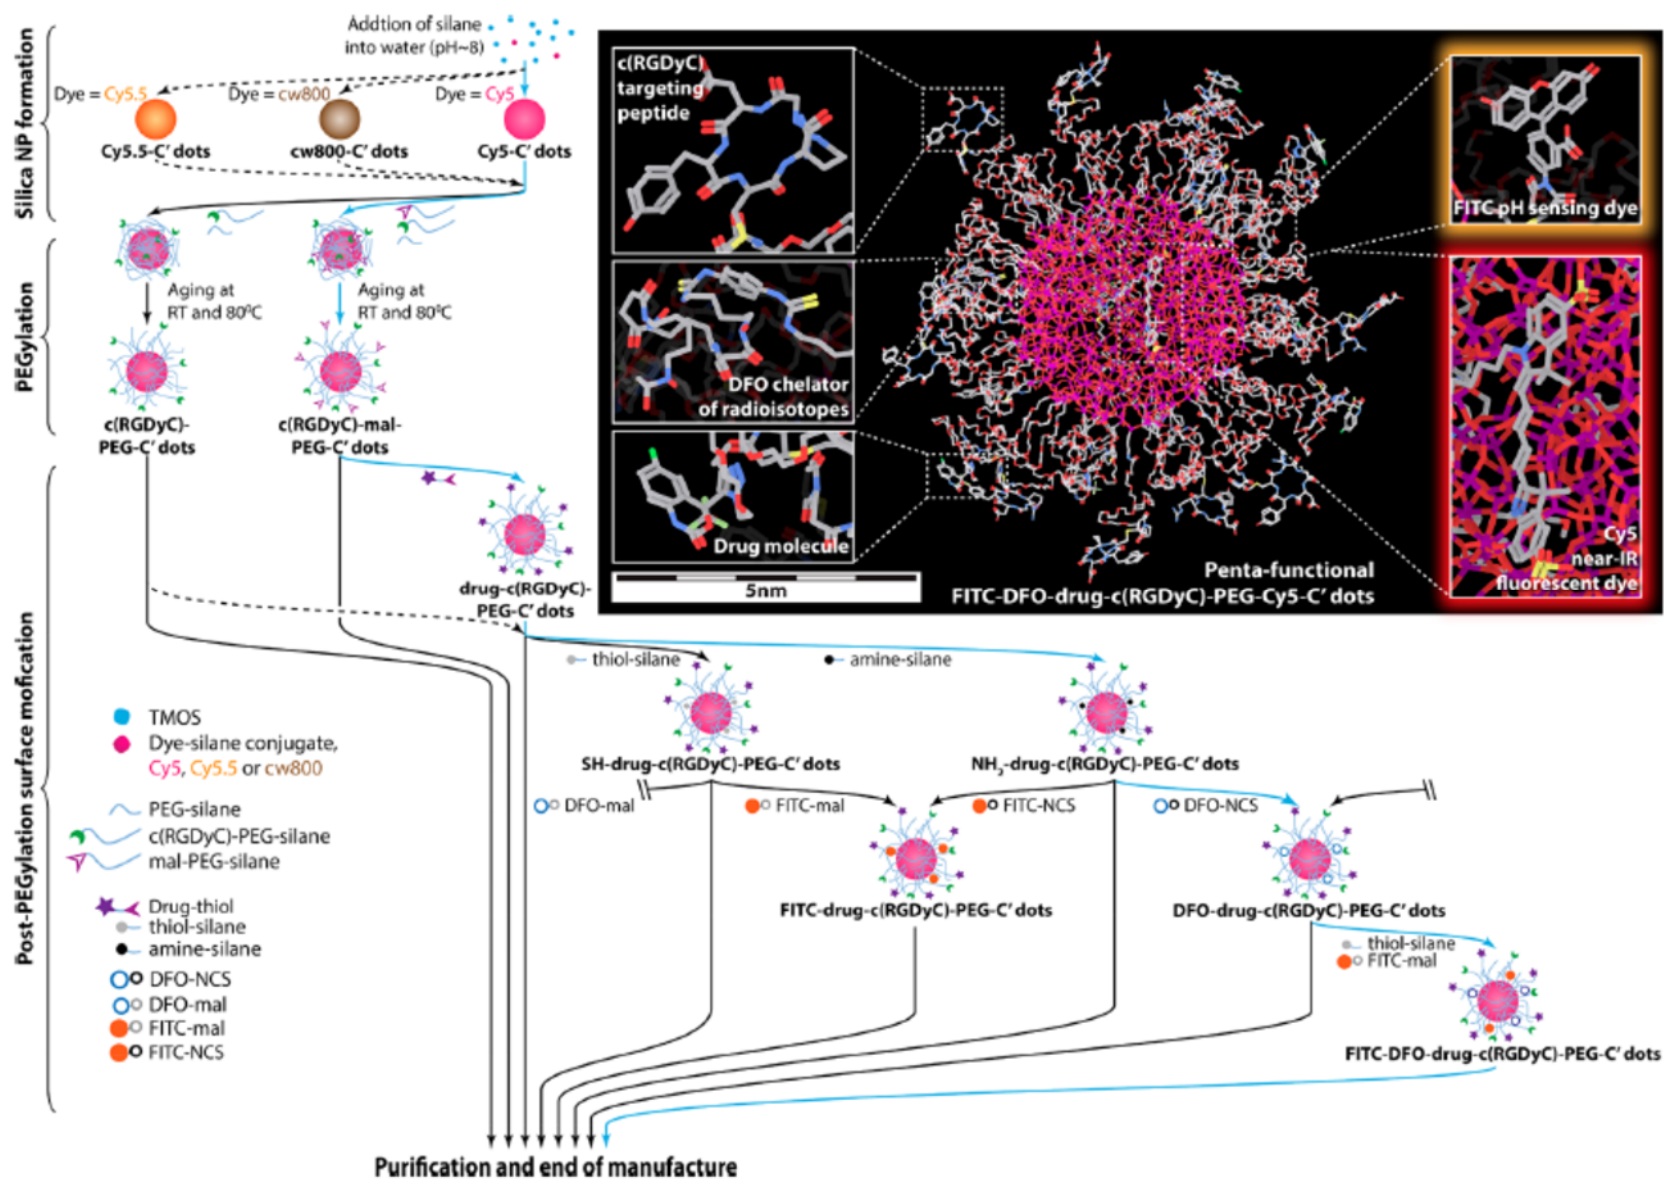 Silica NP formation
Addtion of silane
into water (pH~8)
Dye = Cy5.5
Dye = cw800
Dye = Cy5
Cy5.5-C' dots
cw800-C' dots
Cy5-C' dots
PEGylation
Aging at
RT and 80⁰C
Aging at
RT and 80⁰C
c(RGDyC)-
PEG-C' dots
c(RGDyC)-mal-
PEG-C' dots
Post-PEGylation surface mofication
drug-c(RGDyC)-
PEG-C' dots
c(RGDyC)
targeting
peptide
DFO chelator
of radioisotopes
Drug molecule
5nm
FITC pH sensing dye
Cy5
near-IR
fluorescent dye
Penta-functional
FITC-DFO-drug-c(RGDyC)-PEG-Cy5-C' dots
thiol-silane
amine-silane
SH-drug-c(RGDyC)-PEG-C' dots
NH₂-drug-c(RGDyC)-PEG-C' dots
DFO-mal
FITC-mal
FITC-NCS
DFO-NCS
FITC-drug-c(RGDyC)-PEG-C' dots
DFO-drug-c(RGDyC)-PEG-C' dots
thiol-silane
FITC-mal
FITC-DFO-drug-c(RGDyC)-PEG-C' dots
TMOS
Dye-silane conjugate,
Cy5, Cy5.5 or cw800
PEG-silane
c(RGDyC)-PEG-silane
mal-PEG-silane
Drug-thiol
thiol-silane
amine-silane
DFO-NCS
DFO-mal
FITC-mal
FITC-NCS
Purification and end of manufacture